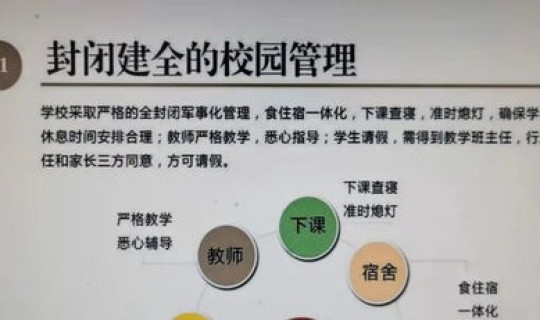 1
封闭建全的校园管理
学校采取严格的全封闭军事化管理，食住宿一体化，下课查寝，准时熄灯，确保学
休息时间安排合理；教师严格教学，悉心指导；学生请假，需得到教学班主任，行
任和家长三方同意，方可请假。
下课查寝
准时熄灯
严格教学
悉心辅导
下课
教师
宿舍
食住宿
一体化